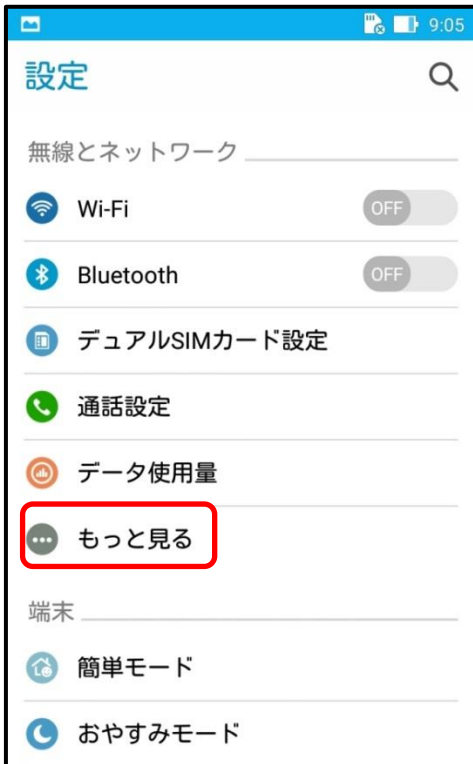 9:05
設定
無線とネットワーク
Wi-Fi
OFF
Bluetooth
OFF
デュアルSIMカード設定
通話設定
データ使用量
もっと見る
端末
簡単モード
おやすみモード